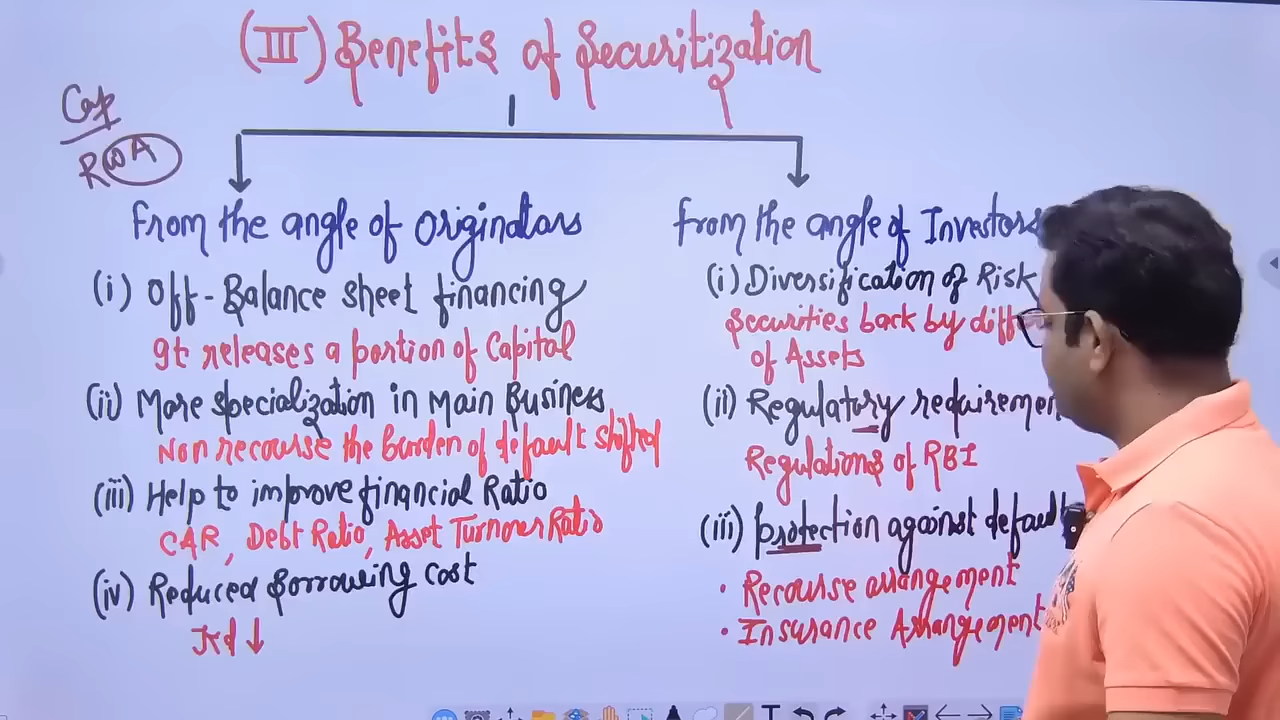 (III) Benefits of Securitization
Cap
RWA
From the angle of originators
(i) Off-Balance sheet financing
It releases a portion of Capital
(ii) More specialization in Main Business
Non recourse the burden of default shifted
(iii) Help to improve financial Ratio
CAR, Debt Ratio, Asset Turnover Ratio
(iv) Reduced Borrowing cost
Kd ↓
From the angle of Investors
(i) Diversification of Risk
Securities back by diff
of Assets
(ii) Regulatory requiremen
Regulations of RBI
(iii) protection against default
• Recourse arrangement
• Insurance Arrangement